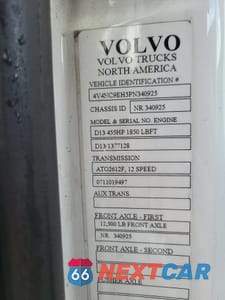 VOLVO
VOLVO TRUCKS
NORTH AMERICA
VEHICLE IDENTIFICATION #
4V4NC9EH3PN340925
CHASSIS ID NR 340925
MODEL & SERIAL NO. ENGINE
D13 455HP 1850 LBFT
D13/1377128
TRANSMISSION
ATO2612F, 12 SPEED
0711019497
AUX TRANS
FRONT AXLE - FIRST
12,500 LB FRONT AXLE
NR 340925
FRONT AXLE - SECOND
66 NEXTCAR